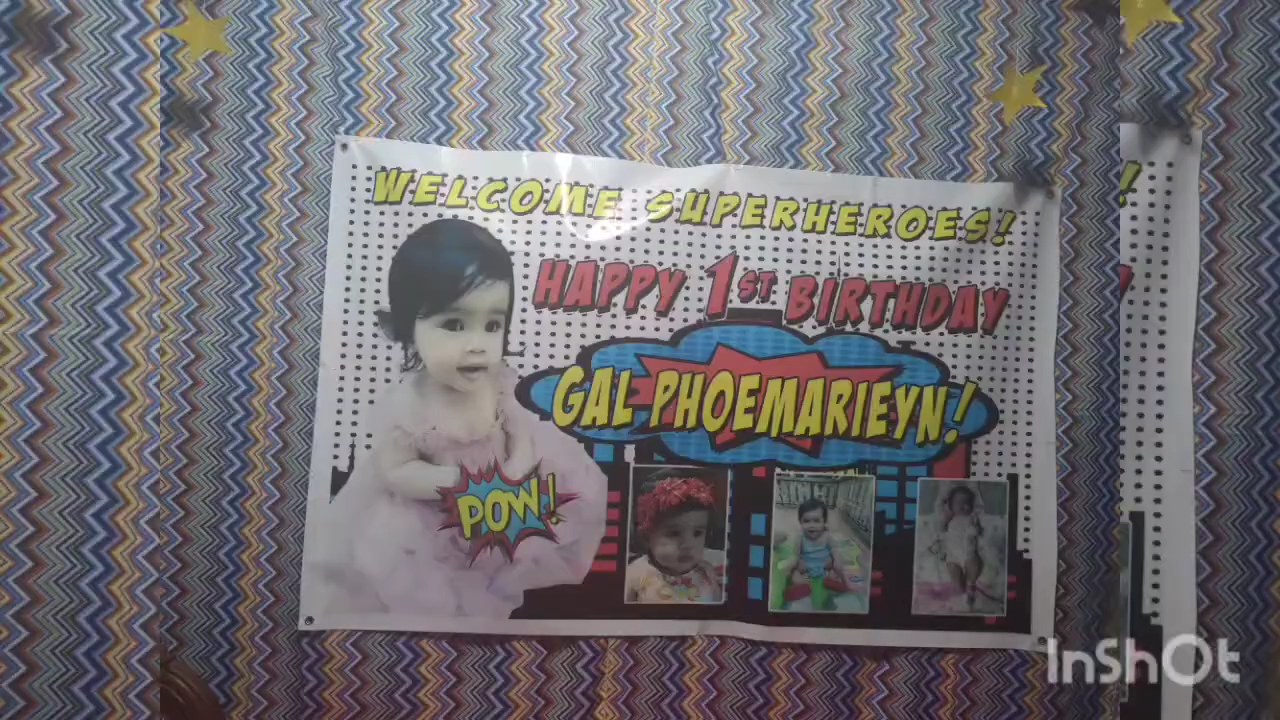 WELCOME SUPERHEROES!
HAPPY 1ST BIRTHDAY
GAL PHOEMARIEYN!
POW!
InShOt